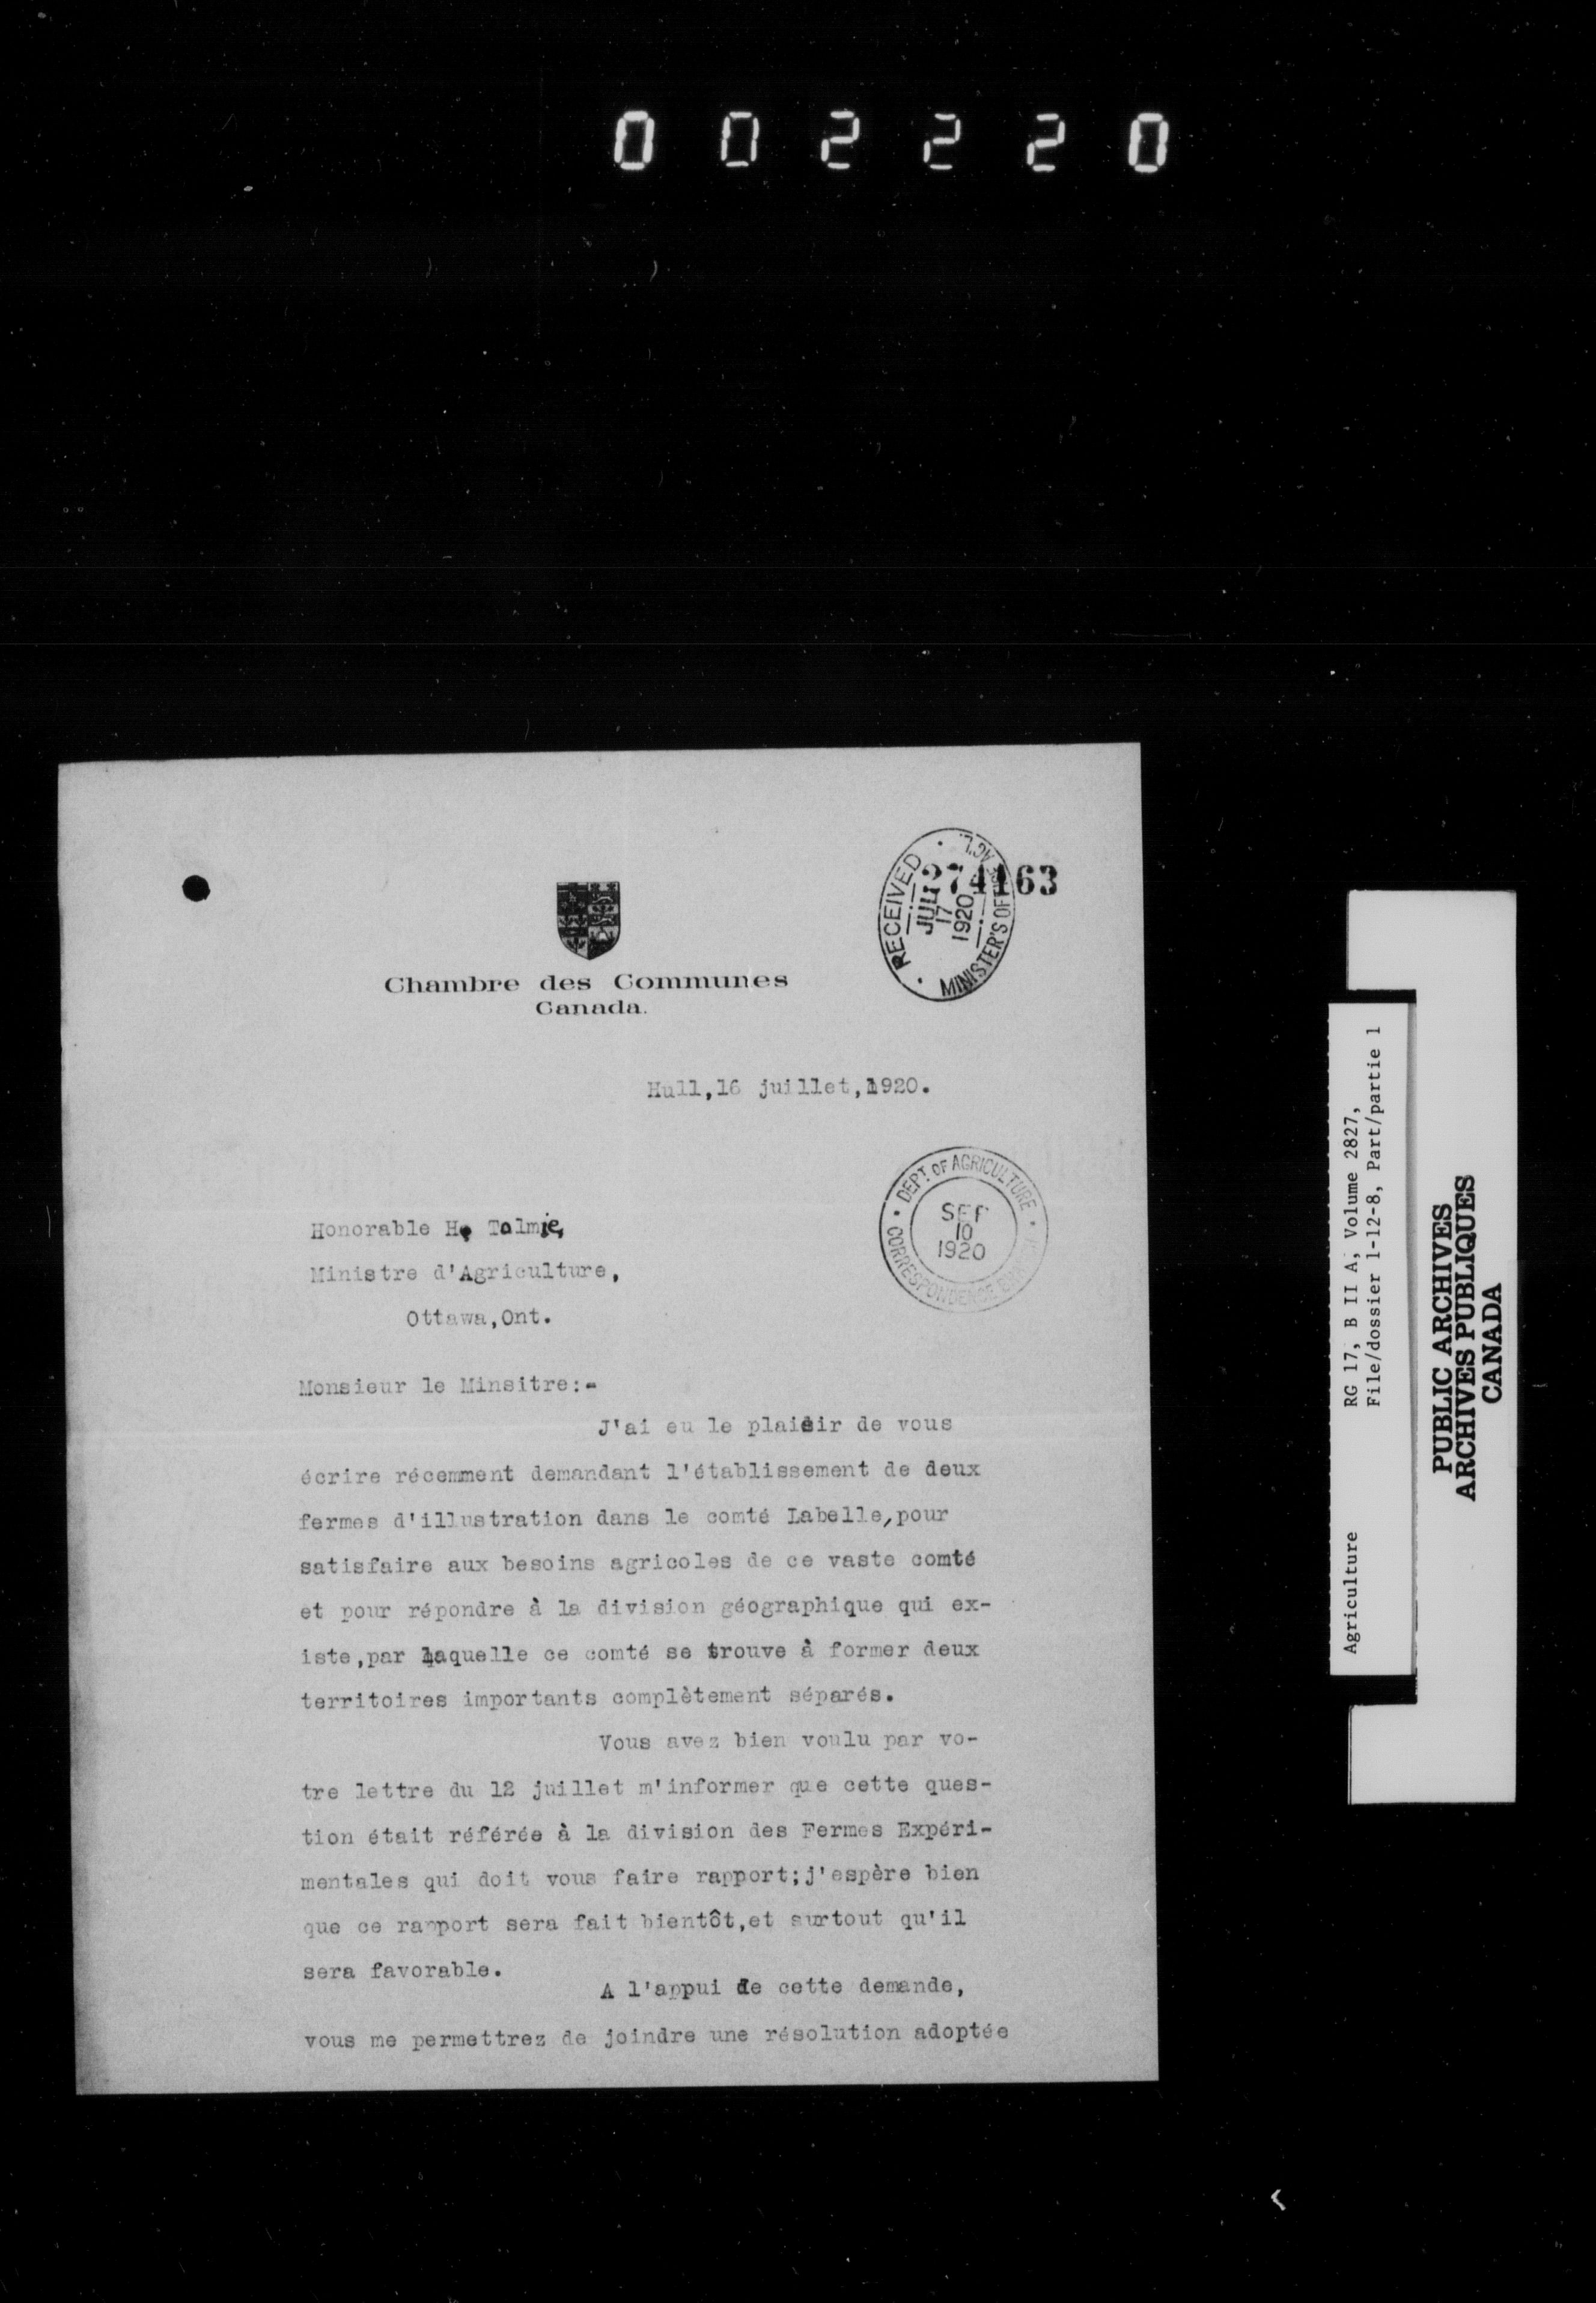 002220
RECEIVED
JUL 17 1920
MINISTER'S OFFICE
274163
Chambre des Communes
Canada.
Hull,16 juillet,1920.
DEPT OF AGRICULTURE
SEP
10
1920
CORRESPONDENCE
Honorable H. Tolmie,
Ministre d'Agriculture,
Ottawa,Ont.
Monsieur le Minsitre:-
J'ai eu le plaisir de vous
écrire récemment demandant l'établissement de deux
fermes d'illustration dans le comté Labelle,pour
satisfaire aux besoins agricoles de ce vaste comté
et pour répondre à la division géographique qui ex-
iste,par laquelle ce comté se trouve à former deux
territoires importants complètement séparés.
Vous avez bien voulu par vo-
tre lettre du 12 juillet m'informer que cette ques-
tion était référée à la division des Fermes Expéri-
mentales qui doit vous faire rapport;j'espère bien
que ce rapport sera fait bientôt,et surtout qu'il
sera favorable.
A l'appui de cette demande,
vous me permettrez de joindre une résolution adoptée
Agriculture RG 17, B II A, Volume 2827,
File/dossier 1-12-8, Part/partie 1
PUBLIC ARCHIVES
ARCHIVES PUBLIQUES
CANADA